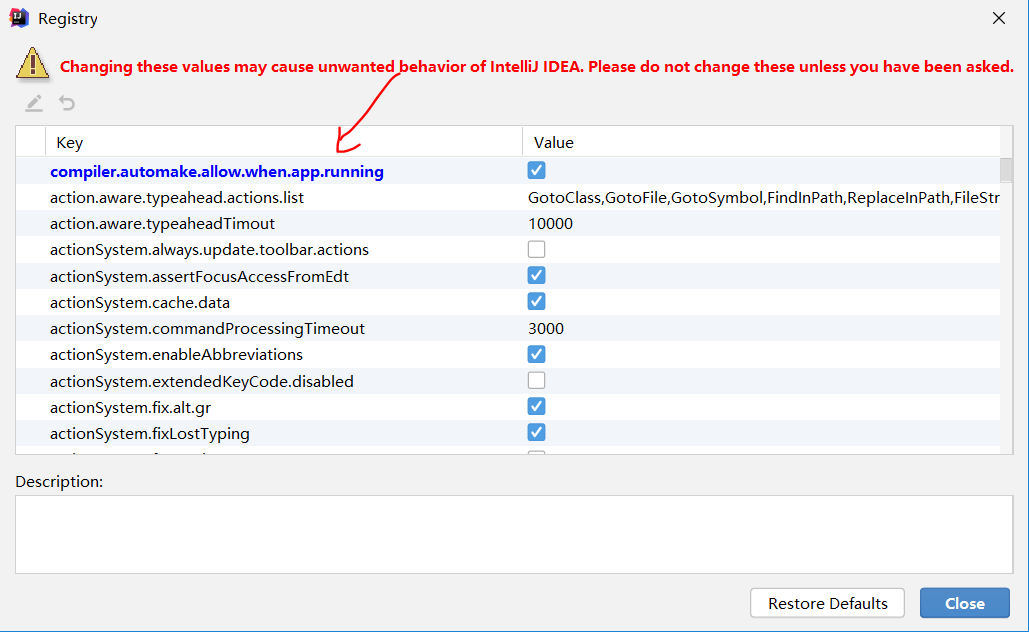 Registry
Changing these values may cause unwanted behavior of IntelliJ IDEA. Please do not change these unless you have been asked.
Key Value
compiler.automake.allow.when.app.running
action.aware.typeahead.actions.list GotoClass,GotoFile,GotoSymbol,FindInPath,ReplaceInPath,FileStr
action.aware.typeaheadTimout 10000
actionSystem.always.update.toolbar.actions
actionSystem.assertFocusAccessFromEdt
actionSystem.cache.data
actionSystem.commandProcessingTimeout 3000
actionSystem.enableAbbreviations
actionSystem.extendedKeyCode.disabled
actionSystem.fix.alt.gr
actionSystem.fixLostTyping
Description:
Restore Defaults Close